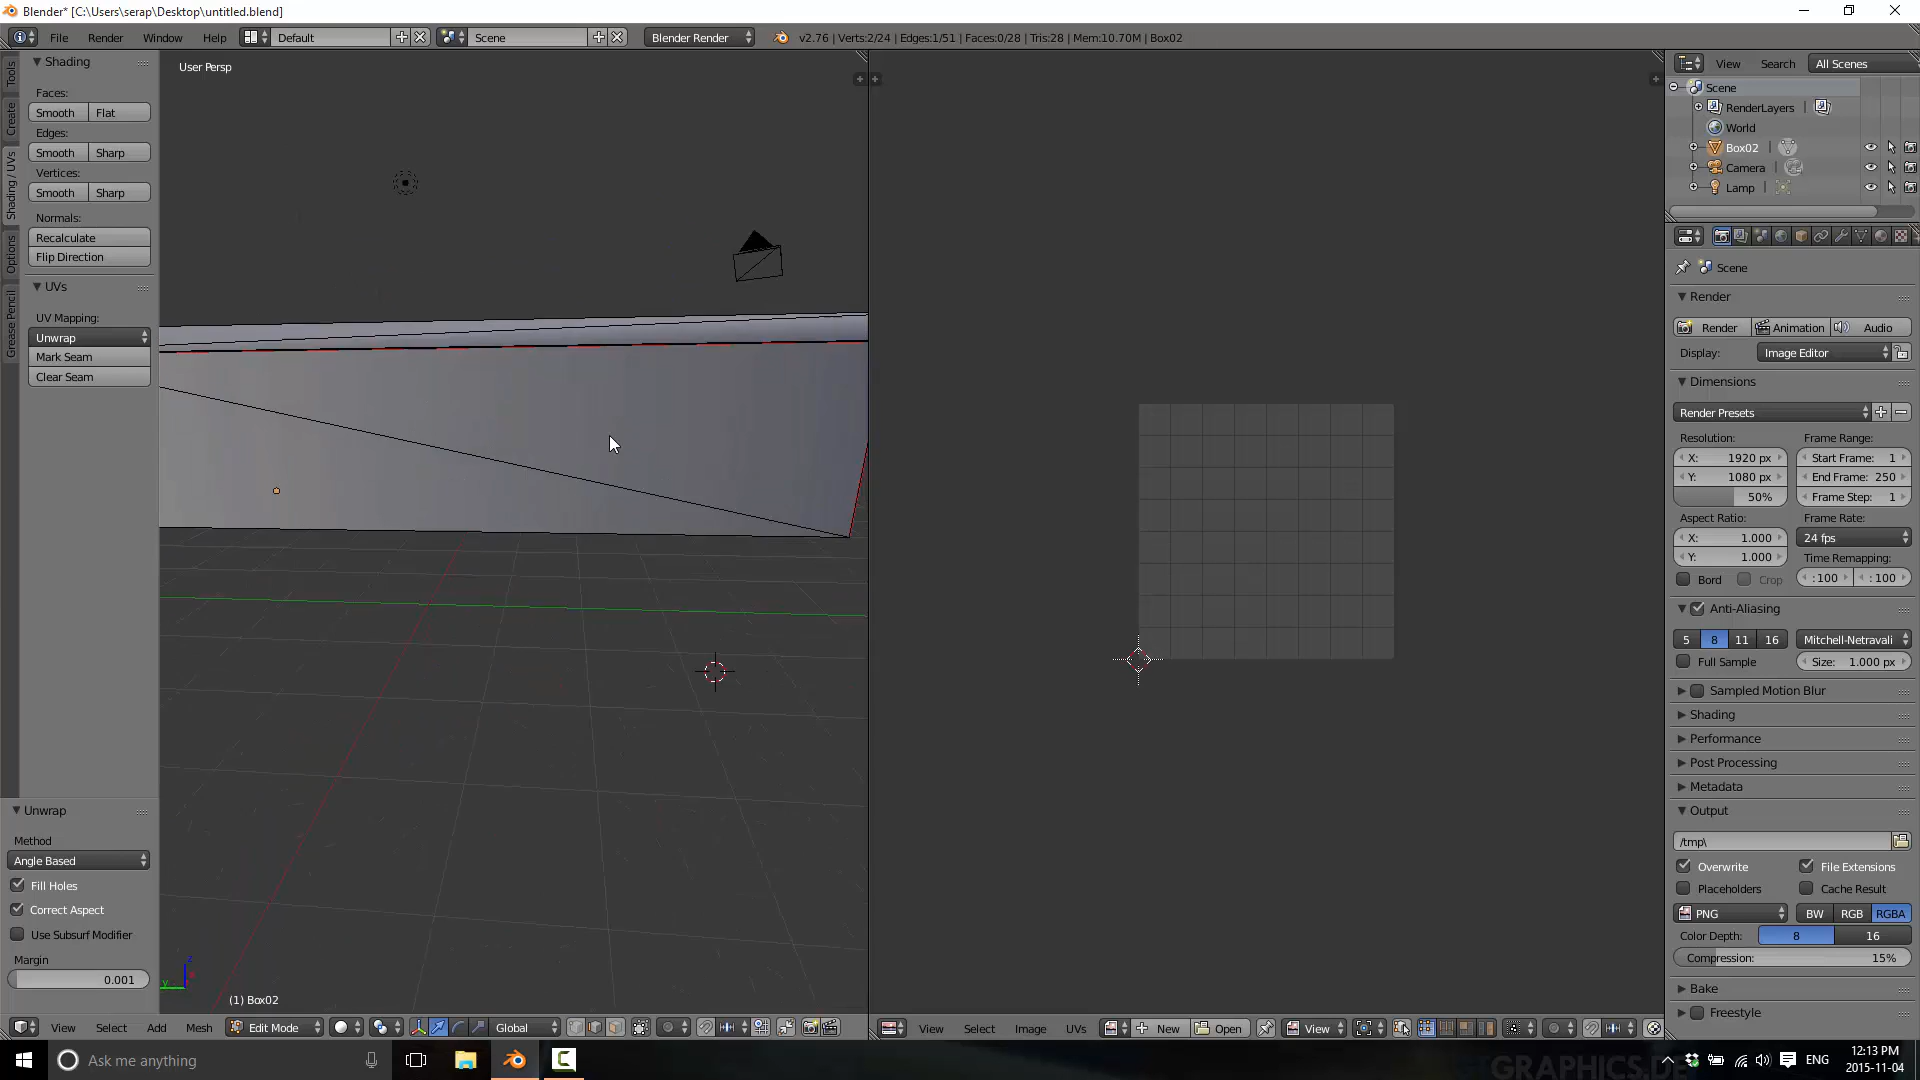 Blender* [C:\Users\serap\Desktop\untitled.blend]
File Render Window Help Default Scene Blender Render v2.76 | Verts:2/24 | Edges:1/51 | Faces:0/28 | Tris:28 | Mem:10.70M | Box02
Tools
Create
Shading / UVs
Options
Grease Pencil
Shading
Faces:
Smooth Flat
Edges:
Smooth Sharp
Vertices:
Smooth Sharp
Normals:
Recalculate
Flip Direction
UVs
UV Mapping:
Unwrap
Mark Seam
Clear Seam
Unwrap
Method
Angle Based
Fill Holes
Correct Aspect
Use Subsurf Modifier
Margin
0.001
User Persp
z
y
(1) Box02
View Select Add Mesh Edit Mode Global
View Select Image UVs New Open View
View Search All Scenes
Scene
RenderLayers
World
Box02
Camera
Lamp
Scene
Render
Render Animation Audio
Display: Image Editor
Dimensions
Render Presets
Resolution: Frame Range:
X: 1920 px Start Frame: 1
Y: 1080 px End Frame: 250
50% Frame Step: 1
Aspect Ratio: Frame Rate:
X: 1.000 24 fps
Y: 1.000 Time Remapping:
Bord Crop :100 :100
Anti-Aliasing
5 8 11 16 Mitchell-Netravali
Full Sample Size: 1.000 px
Sampled Motion Blur
Shading
Performance
Post Processing
Metadata
Output
/tmp\
Overwrite File Extensions
Placeholders Cache Result
PNG BW RGB RGBA
Color Depth: 8 16
Compression: 15%
Bake
Freestyle
Ask me anything
ENG
12:13 PM
2015-11-04